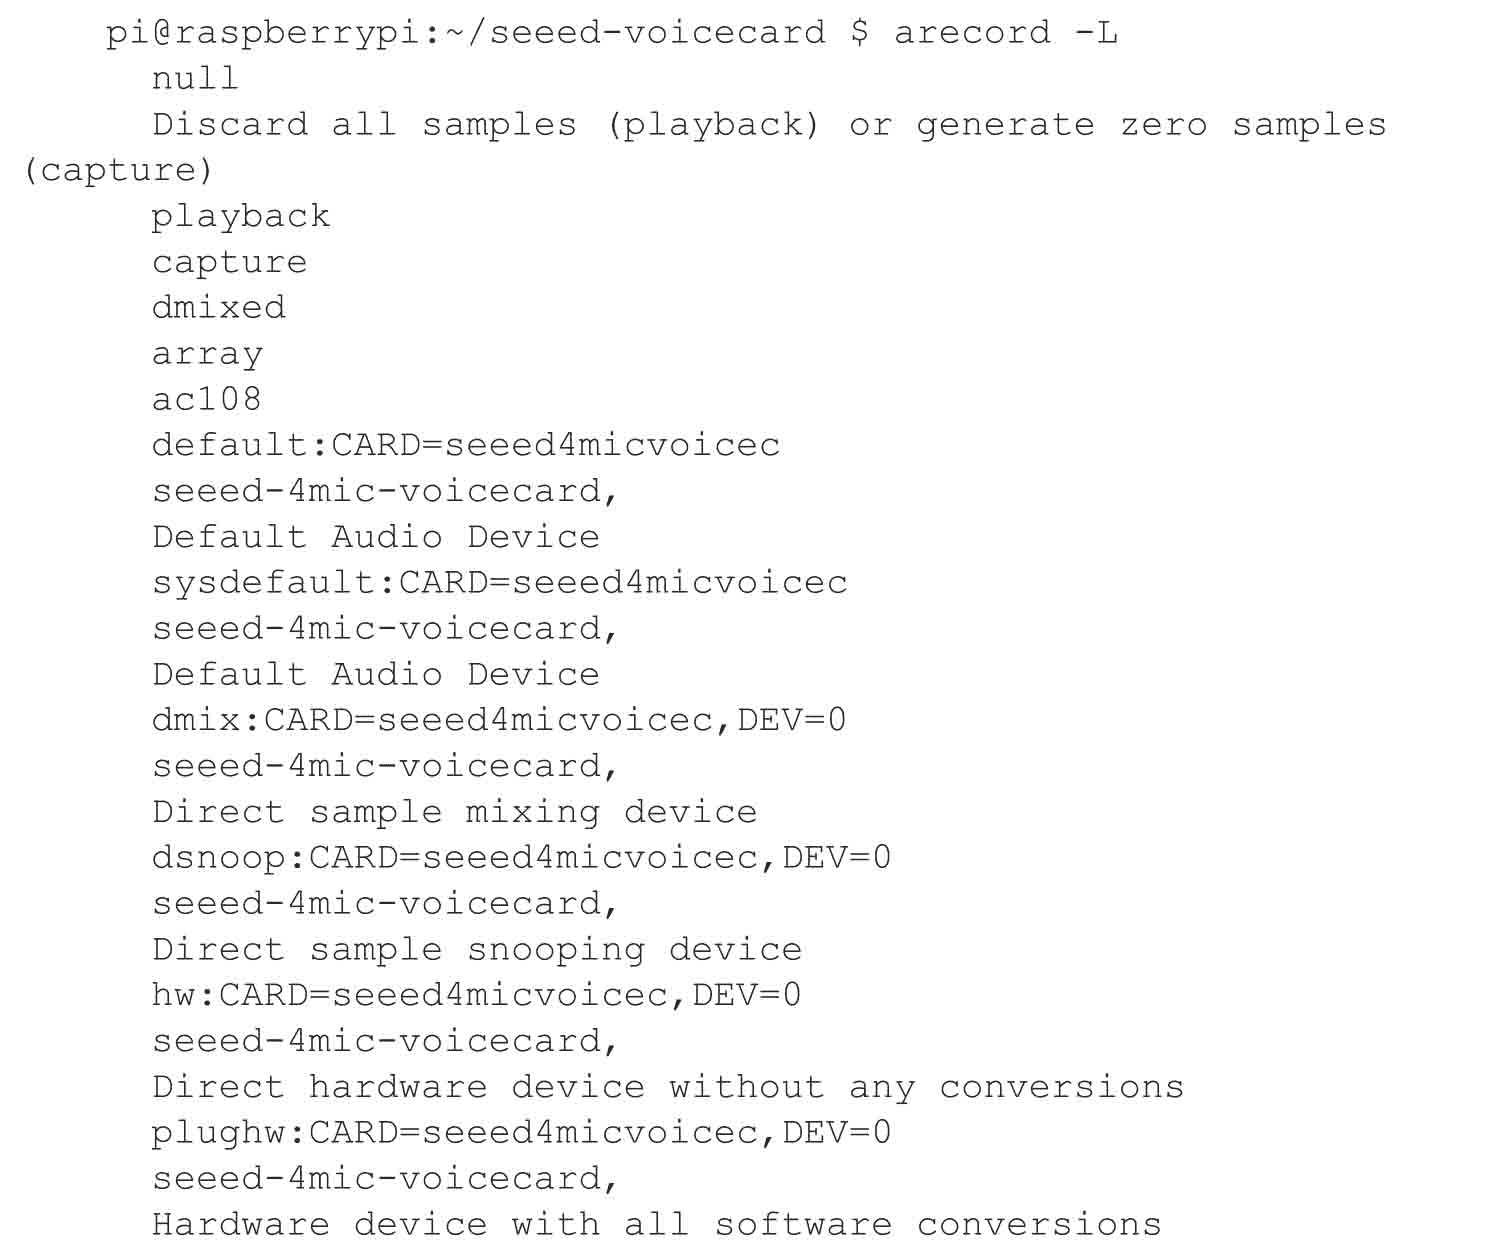 pi@raspberrypi:~/seeed-voicecard $ arecord -L
null
Discard all samples (playback) or generate zero samples
(capture)
playback
capture
dmixed
array
ac108
default:CARD=seeed4micvoicec
seeed-4mic-voicecard,
Default Audio Device
sysdefault:CARD=seeed4micvoicec
seeed-4mic-voicecard,
Default Audio Device
dmix:CARD=seeed4micvoicec,DEV=0
seeed-4mic-voicecard,
Direct sample mixing device
dsnoop:CARD=seeed4micvoicec,DEV=0
seeed-4mic-voicecard,
Direct sample snooping device
hw:CARD=seeed4micvoicec,DEV=0
seeed-4mic-voicecard,
Direct hardware device without any conversions
plughw:CARD=seeed4micvoicec,DEV=0
seeed-4mic-voicecard,
Hardware device with all software conversions